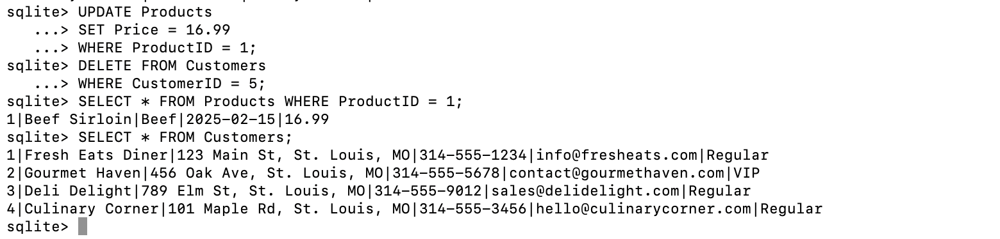 sqlite> UPDATE Products
   ...> SET Price = 16.99
   ...> WHERE ProductID = 1;
sqlite> DELETE FROM Customers
   ...> WHERE CustomerID = 5;
sqlite> SELECT * FROM Products WHERE ProductID = 1;
1|Beef Sirloin|Beef|2025-02-15|16.99
sqlite> SELECT * FROM Customers;
1|Fresh Eats Diner|123 Main St, St. Louis, MO|314-555-1234|info@fresheats.com|Regular
2|Gourmet Haven|456 Oak Ave, St. Louis, MO|314-555-5678|contact@gourmethaven.com|VIP
3|Deli Delight|789 Elm St, St. Louis, MO|314-555-9012|sales@delidelight.com|Regular
4|Culinary Corner|101 Maple Rd, St. Louis, MO|314-555-3456|hello@culinarycorner.com|Regular
sqlite>